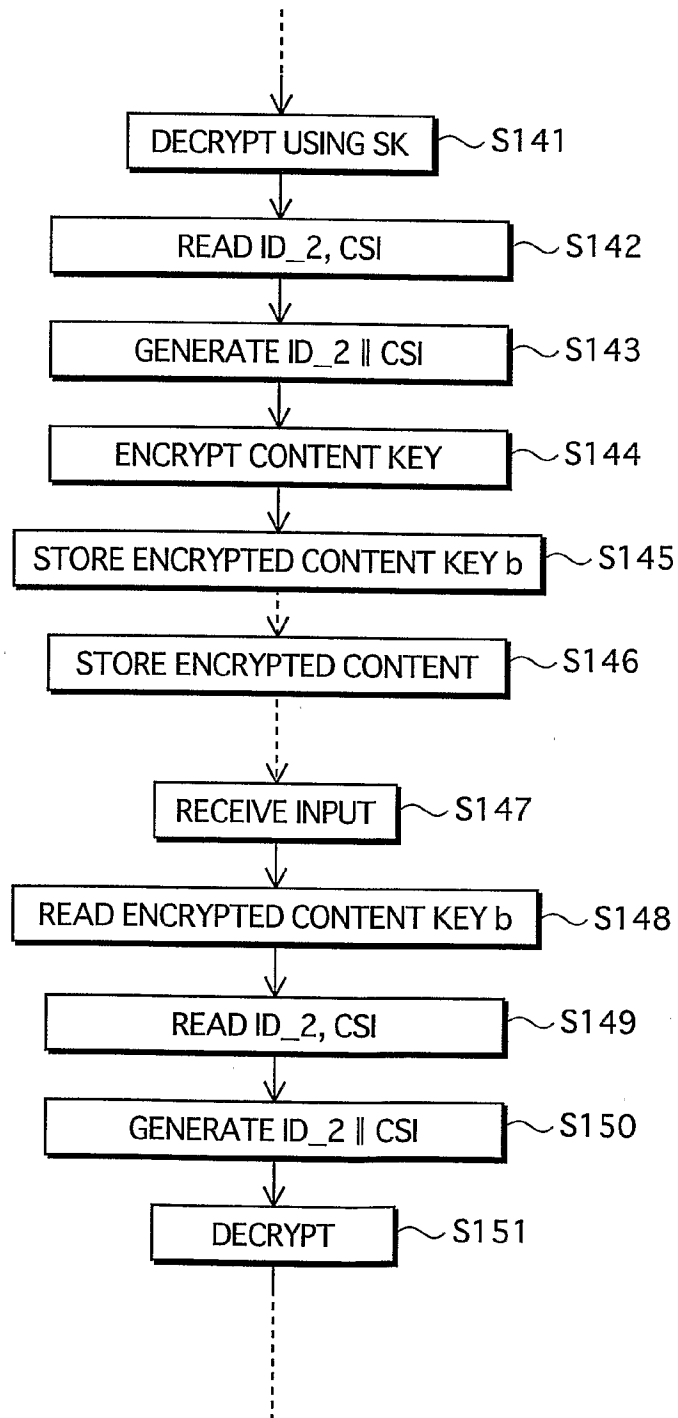 DECRYPT USING SK S141
READ ID_2, CSI S142
GENERATE ID_2 || CSI S143
ENCRYPT CONTENT KEY S144
STORE ENCRYPTED CONTENT KEY b S145
STORE ENCRYPTED CONTENT S146
RECEIVE INPUT S147
READ ENCRYPTED CONTENT KEY b S148
READ ID_2, CSI S149
GENERATE ID_2 || CSI S150
DECRYPT S151